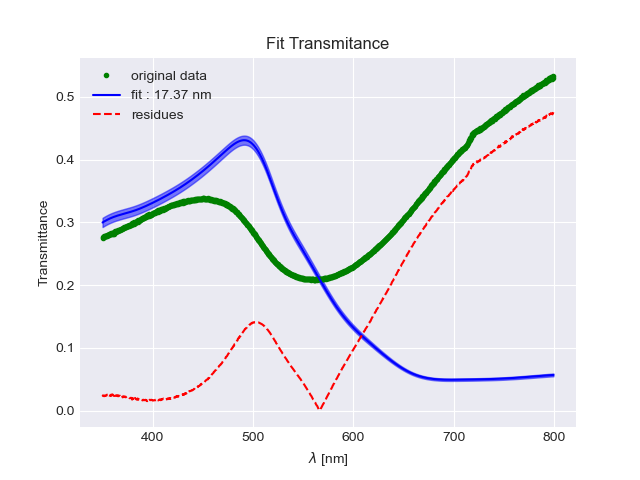 Fit Transmitance
original data
fit : 17.37 nm
residues
Transmittance
0.5
0.4
0.3
0.2
0.1
0.0
400 500 600 700 800
λ [nm]